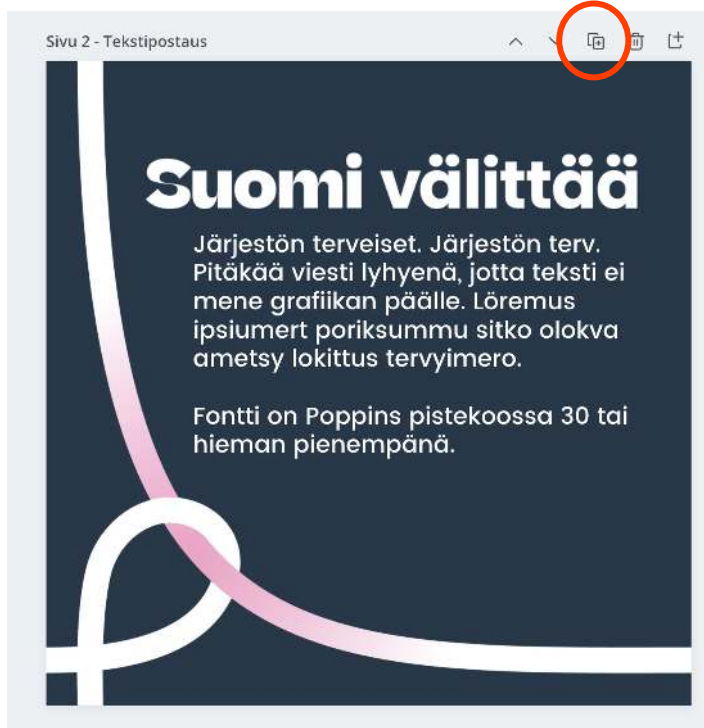 Sivu 2 - Tekstipostaus
Suomi välittää
Järjestön terveiset. Järjestön terv.
Pitäkää viesti lyhyenä, jotta teksti ei
mene grafiikan päälle. Löremus
ipsiumert poriksummu sitko olokva
ametsy lokittus tervyimero.
Fontti on Poppins pistekoossa 30 tai
hieman pienempänä.